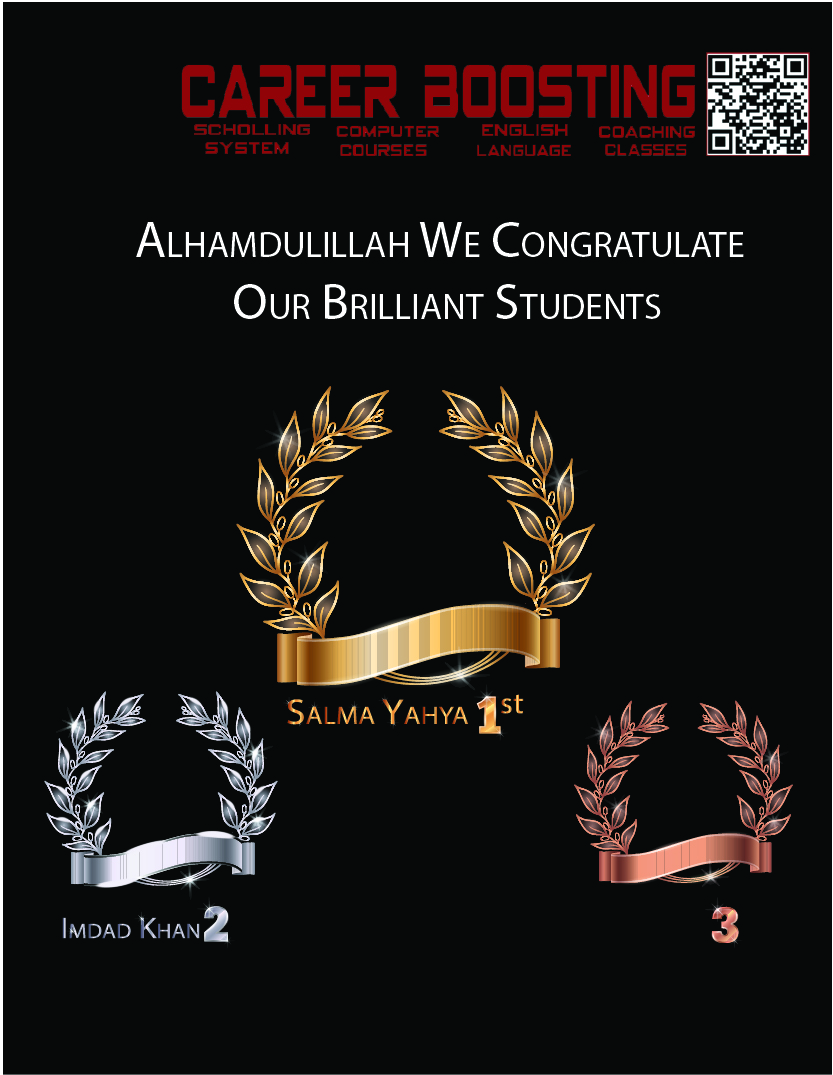 CAREER BOOSTING
SCHOLLING SYSTEM
COMPUTER COURSES
ENGLISH LANGUAGE
COACHING CLASSES
ALHAMDULILLAH WE CONGRATULATE
OUR BRILLIANT STUDENTS
SALMA YAHYA 1st
IMDAD KHAN 2
3